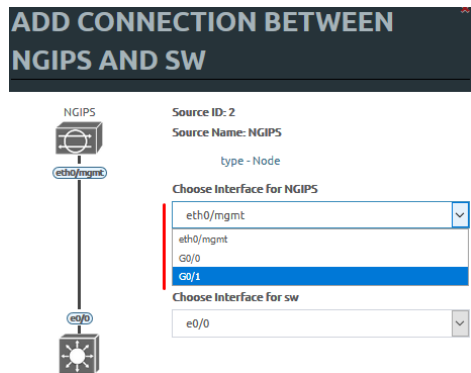 ADD CONNECTION BETWEEN
NGIPS AND SW
NGIPS
Source ID: 2
Source Name: NGIPS
type - Node
eth0/mgmt
Choose Interface for NGIPS
eth0/mgmt
eth0/mgmt
G0/0
G0/1
Choose Interface for sw
e0/0
e0/0